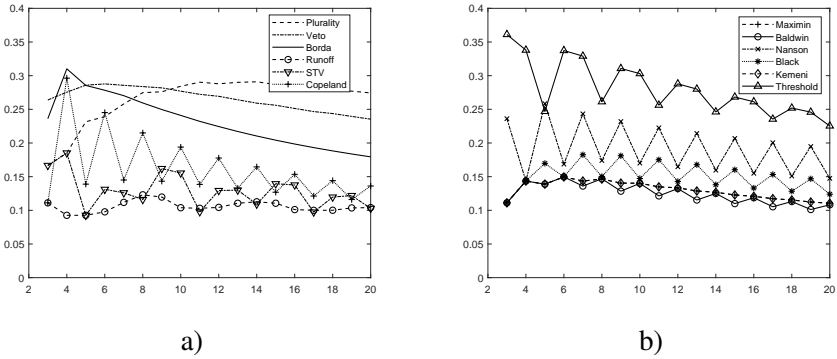 0.4
0.35
0.3
0.25
0.2
0.15
0.1
0.05
0
2 4 6 8 10 12 14 16 18 20
Plurality
Veto
Borda
Runoff
STV
Copeland
a)
0.4
0.35
0.3
0.25
0.2
0.15
0.1
0.05
0
2 4 6 8 10 12 14 16 18 20
Maximin
Baldwin
Nanson
Black
Kemeni
Threshold
b)